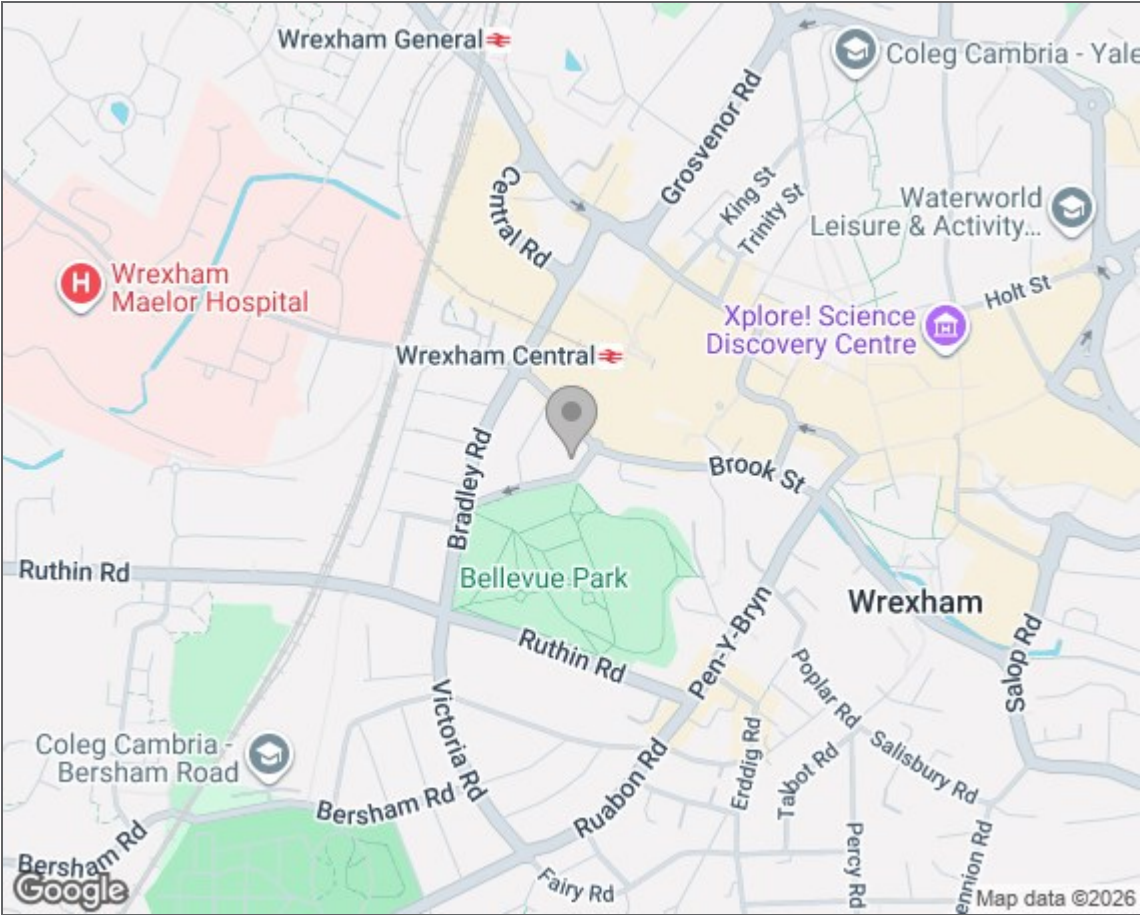 Wrexham General
Coleg Cambria - Yale
Grosvenor Rd
King St
Trinity St
Central Rd
Waterworld
Leisure & Activity...
Wrexham
Maelor Hospital
Holt St
Xplore! Science
Discovery Centre
Wrexham Central
Bradley Rd
Brook St
Ruthin Rd
Bellevue Park
Wrexham
Pen-Y-Bryn
Ruthin Rd
Salop Rd
Poplar Rd
Victoria Rd
Coleg Cambria -
Bersham Road
Erddig Rd
Talbot Rd
Salisbury Rd
Ruabon Rd
Bersham Rd
Bersham Rd
Percy Rd
ennion Rd
Fairy Rd
Google
Map data ©2026
H